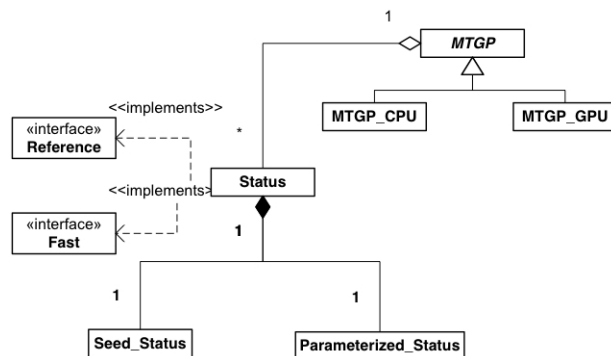 1
MTGP
<<implements>>
MTGP_CPU
MTGP_GPU
«interface»
Reference
*
<<implements>
Status
«interface»
Fast
1
1
1
Seed_Status
Parameterized_Status